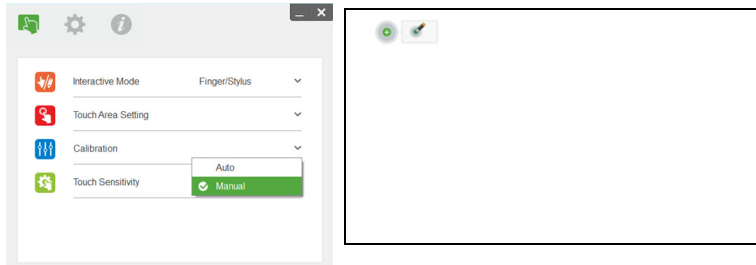 Interactive Mode Finger/Stylus
Touch Area Setting
Calibration
Auto
Touch Sensitivity
Manual